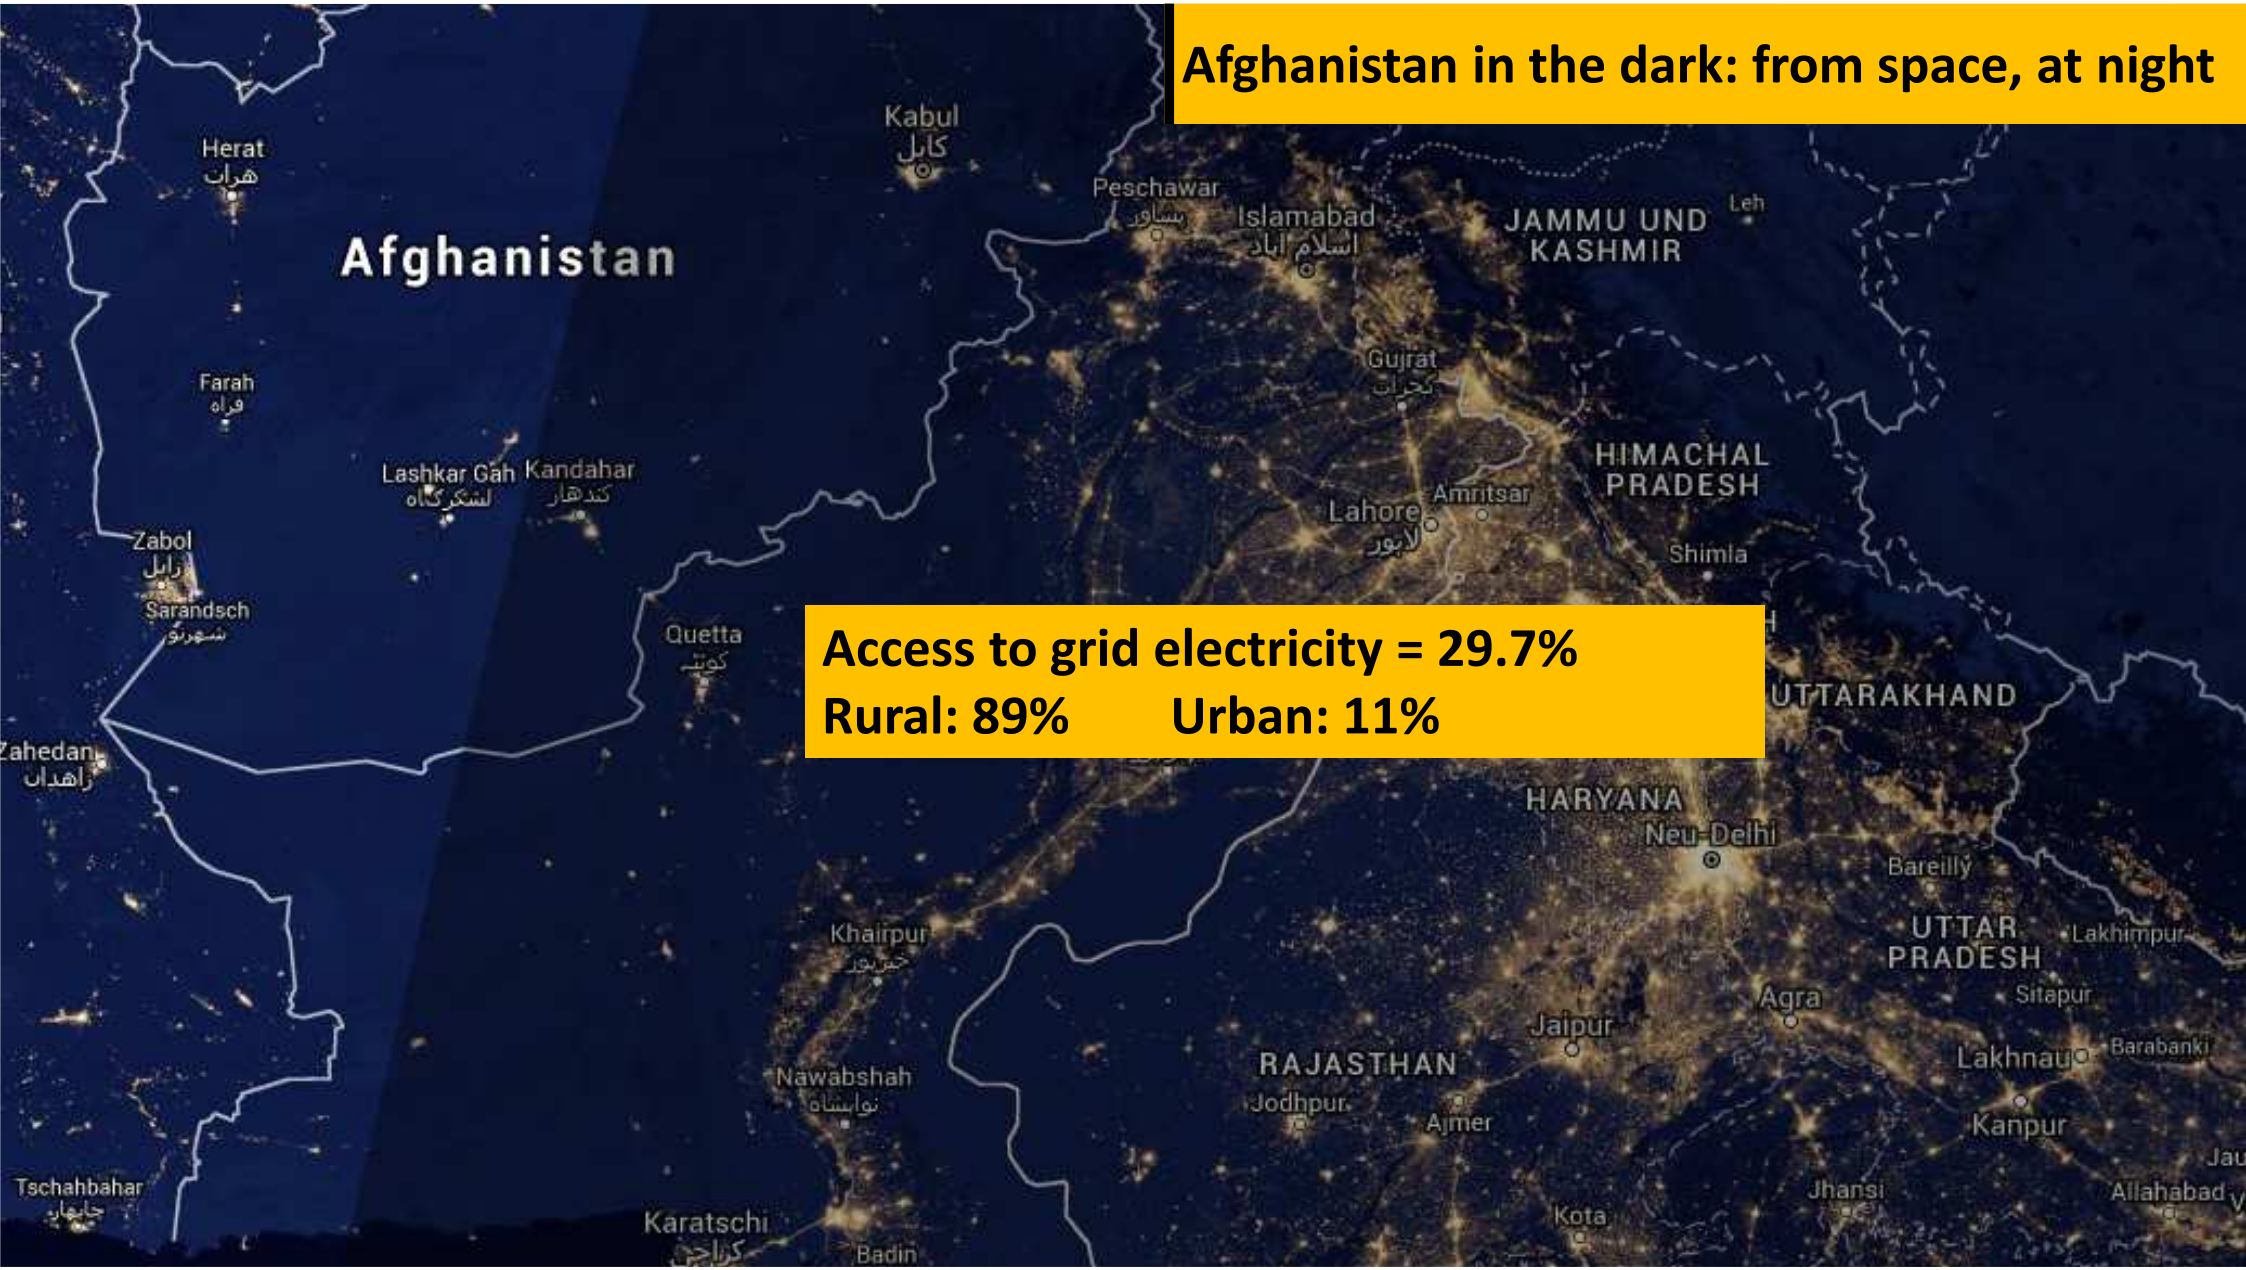 Afghanistan in the dark: from space, at night
Kabul
کابل
Herat
هرات
Peschawar
پشاور
Islamabad
اسلام آباد
JAMMU UND
KASHMIR
Leh
Afghanistan
Gujrat
گجرات
Farah
فراه
Lashkar Gah
لشکرگاه
Kandahar
کندهار
HIMACHAL
PRADESH
Amritsar
Lahore
لاہور
Zabol
زابل
Shimla
Sarandsch
شهرنو
Quetta
کوئٹہ
Access to grid electricity = 29.7%
Rural: 89% Urban: 11%
UTTARAKHAND
Zahedan
زاهدان
HARYANA
Neu-Delhi
Bareilly
Khairpur
خیرپور
UTTAR
PRADESH
Lakhimpur
Sitapur
Agra
Jaipur
Lakhnau
Barabanki
RAJASTHAN
Nawabshah
نوابشاہ
Jodhpur
Ajmer
Kanpur
Jau
Tschahbahar
چابهار
Jhansi
Allahabad
Karatschi
کراچی
Kota
Badin